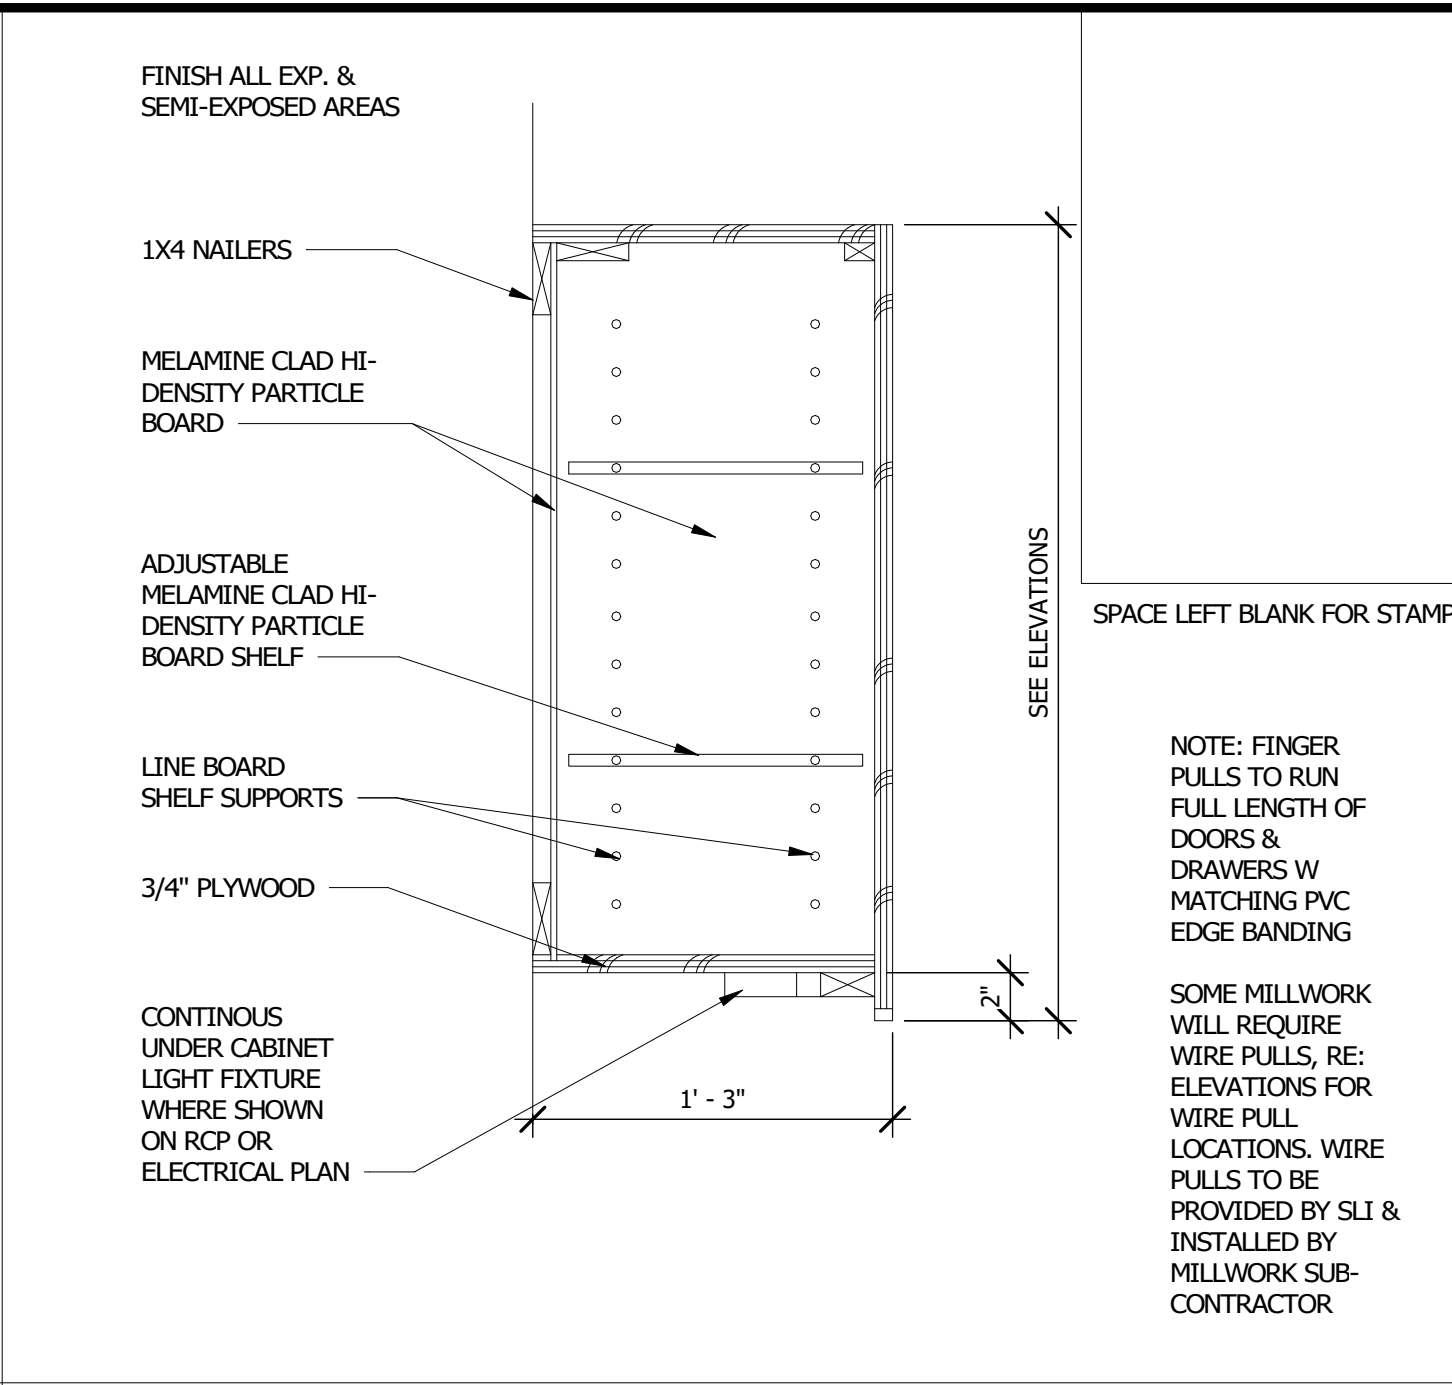 FINISH ALL EXP. &
SEMI-EXPOSED AREAS
1X4 NAILERS
MELAMINE CLAD HI-
DENSITY PARTICLE
BOARD
ADJUSTABLE
MELAMINE CLAD HI-
DENSITY PARTICLE
BOARD SHELF
LINE BOARD
SHELF SUPPORTS
3/4" PLYWOOD
CONTINOUS
UNDER CABINET
LIGHT FIXTURE
WHERE SHOWN
ON RCP OR
ELECTRICAL PLAN
1' - 3"
2"
SEE ELEVATIONS
SPACE LEFT BLANK FOR STAMP
NOTE: FINGER
PULLS TO RUN
FULL LENGTH OF
DOORS &
DRAWERS W
MATCHING PVC
EDGE BANDING
SOME MILLWORK
WILL REQUIRE
WIRE PULLS, RE:
ELEVATIONS FOR
WIRE PULL
LOCATIONS. WIRE
PULLS TO BE
PROVIDED BY SLI &
INSTALLED BY
MILLWORK SUB-
CONTRACTOR